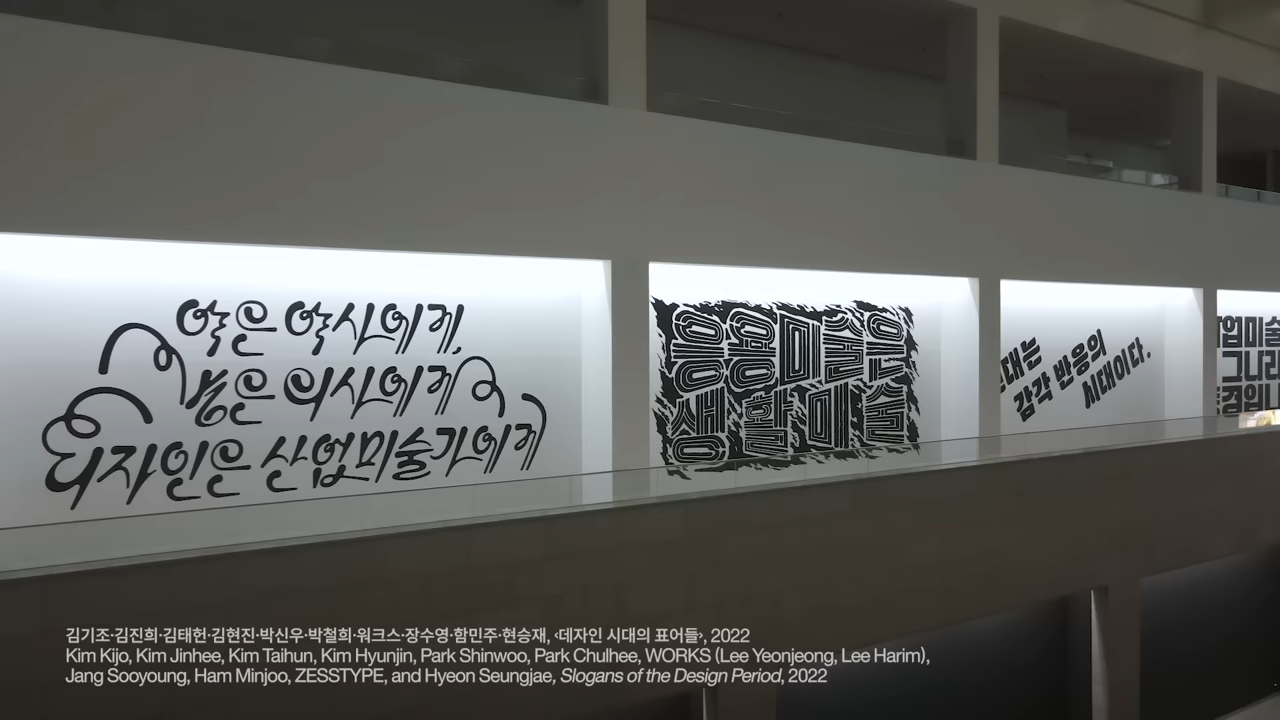 약은 약사에게,
병은 의사에게
디자인은 산업미술가에게
응용미술은
생활미술
대는
감각 반응의
시대이다.
업미술
그나라
김기조·김진희·김태헌·김현진·박신우·박철희·워크스·장수영·함민주·현승재, ‹데자인 시대의 표어들›, 2022
Kim Kijo, Kim Jinhee, Kim Taihun, Kim Hyunjin, Park Shinwoo, Park Chulhee, WORKS (Lee Yeonjeong, Lee Harim),
Jang Sooyoung, Ham Minjoo, ZESSTYPE, and Hyeon Seungjae, Slogans of the Design Period, 2022